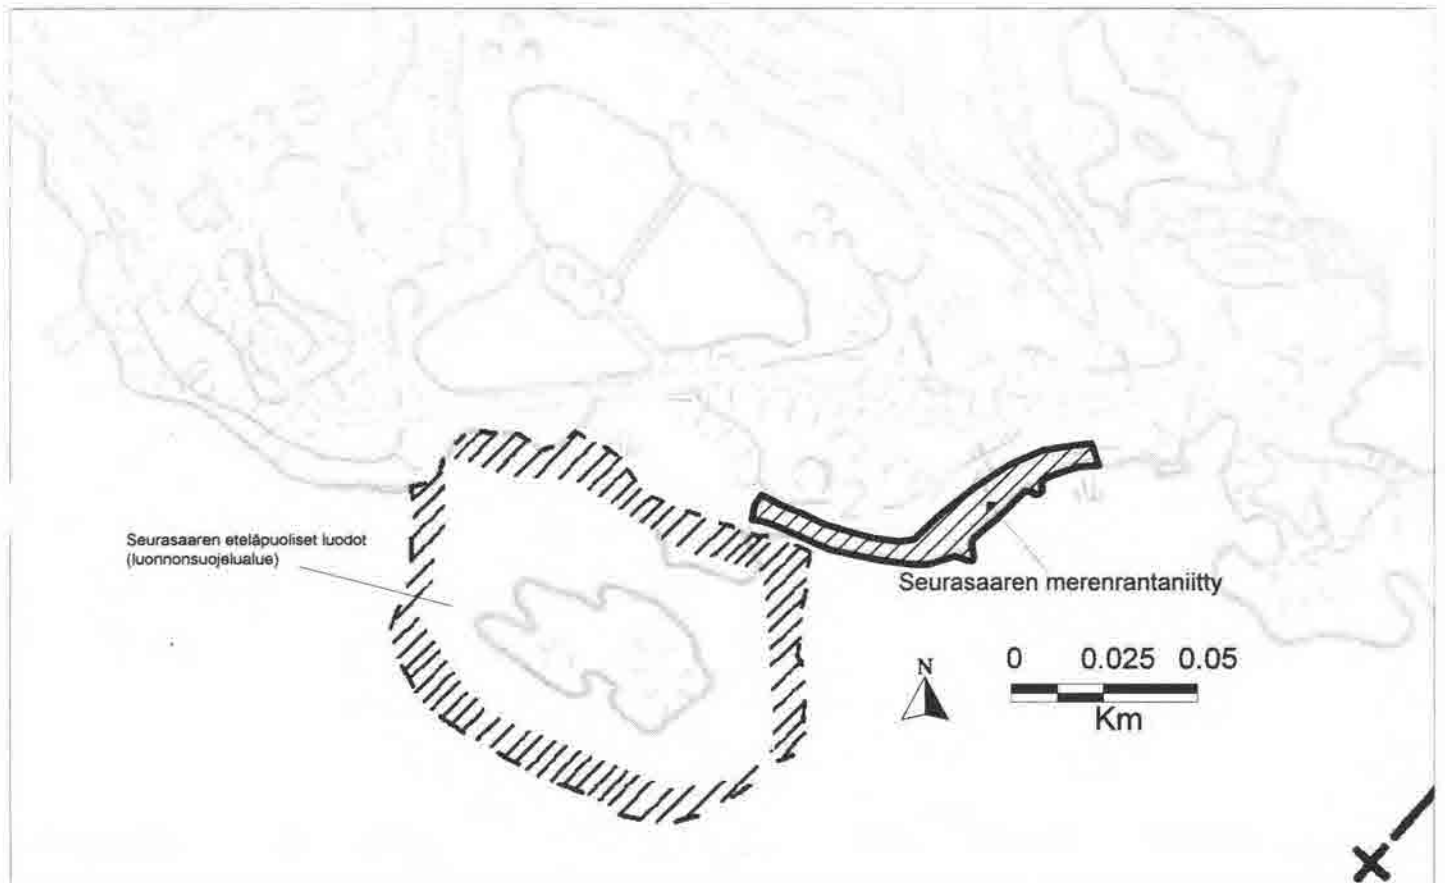 Seurasaaren eteläpuoliset luodot
(luonnonsuojelualue)
Seurasaaren merenrantaniitty
N
0 0.025 0.05
Km